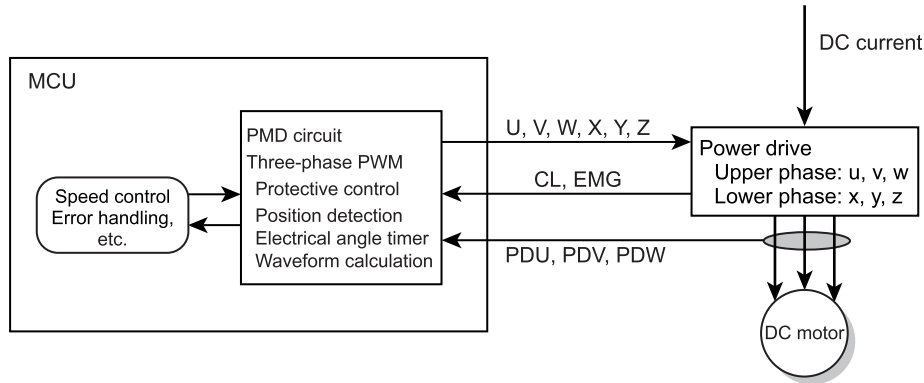 DC current
MCU
PMD circuit
Three-phase PWM
Protective control
Position detection
Electrical angle timer
Waveform calculation
Speed control
Error handling,
etc.
U, V, W, X, Y, Z
CL, EMG
PDU, PDV, PDW
Power drive
Upper phase: u, v, w
Lower phase: x, y, z
DC motor